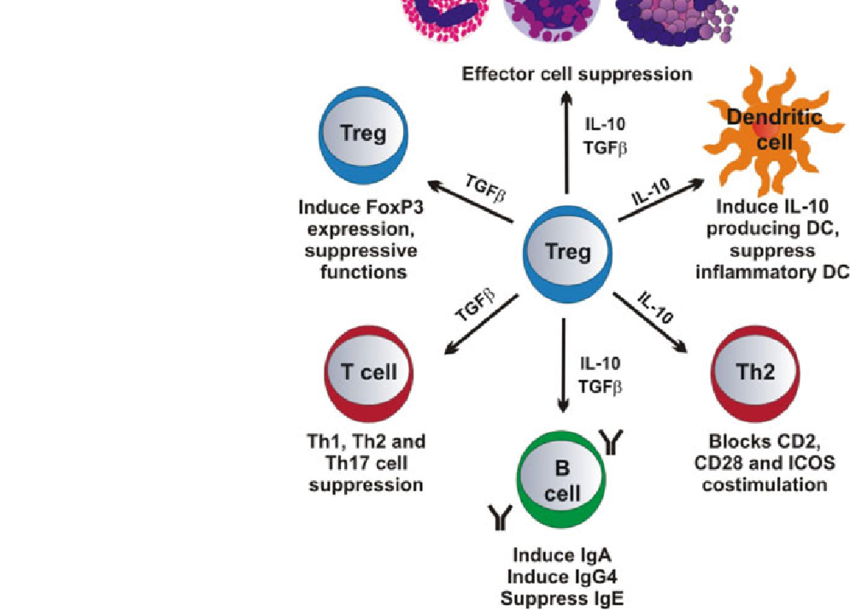 Effector cell suppression
Treg
IL-10
TGFβ
Dendritic
cell
TGFβ
IL-10
Induce FoxP3
expression,
suppressive
functions
Treg
Induce IL-10
producing DC,
suppress
inflammatory DC
TGFβ
IL-10
T cell
IL-10
TGFβ
Th2
Th1, Th2 and
Th17 cell
suppression
B
cell
Blocks CD2,
CD28 and ICOS
costimulation
Induce IgA
Induce IgG4
Suppress IgE